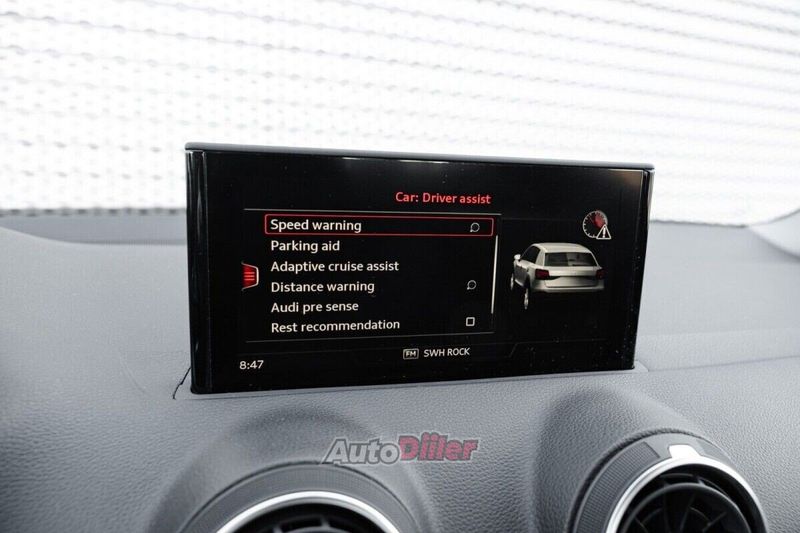 Car: Driver assist
Speed warning
Parking aid
Adaptive cruise assist
Distance warning
Audi pre sense
Rest recommendation
FM SWH ROCK
8:47
AutoDiiler